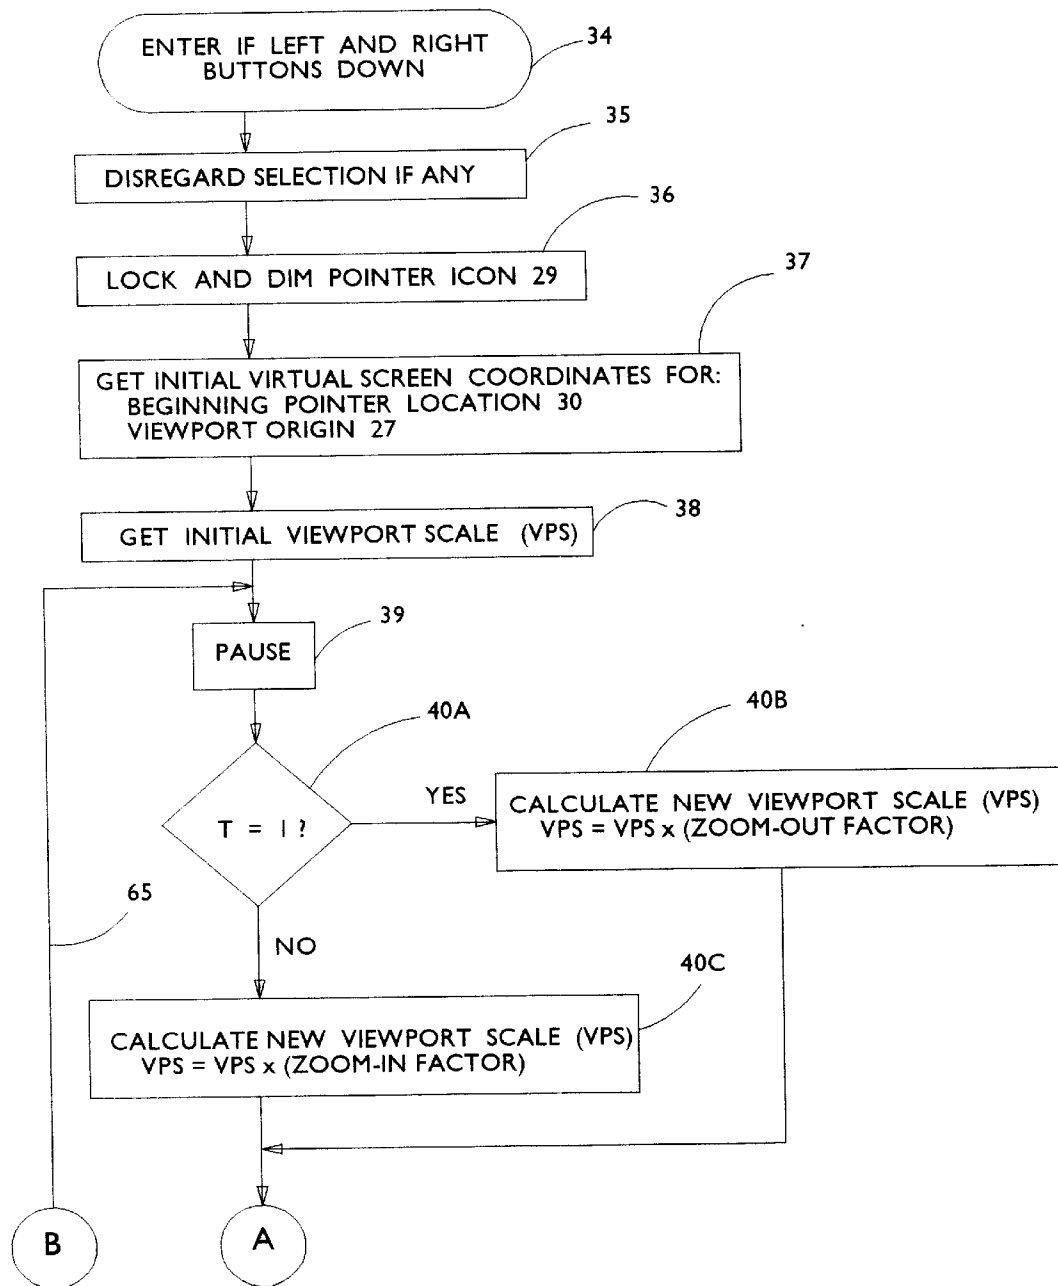 ENTER IF LEFT AND RIGHT
BUTTONS DOWN
34
35
DISREGARD SELECTION IF ANY
36
LOCK AND DIM POINTER ICON 29
37
GET INITIAL VIRTUAL SCREEN COORDINATES FOR:
BEGINNING POINTER LOCATION 30
VIEWPORT ORIGIN 27
38
GET INITIAL VIEWPORT SCALE (VPS)
39
PAUSE
40A
40B
T = 1 ?
YES
CALCULATE NEW VIEWPORT SCALE (VPS)
VPS = VPS x (ZOOM-OUT FACTOR)
65
NO
40C
CALCULATE NEW VIEWPORT SCALE (VPS)
VPS = VPS x (ZOOM-IN FACTOR)
B
A